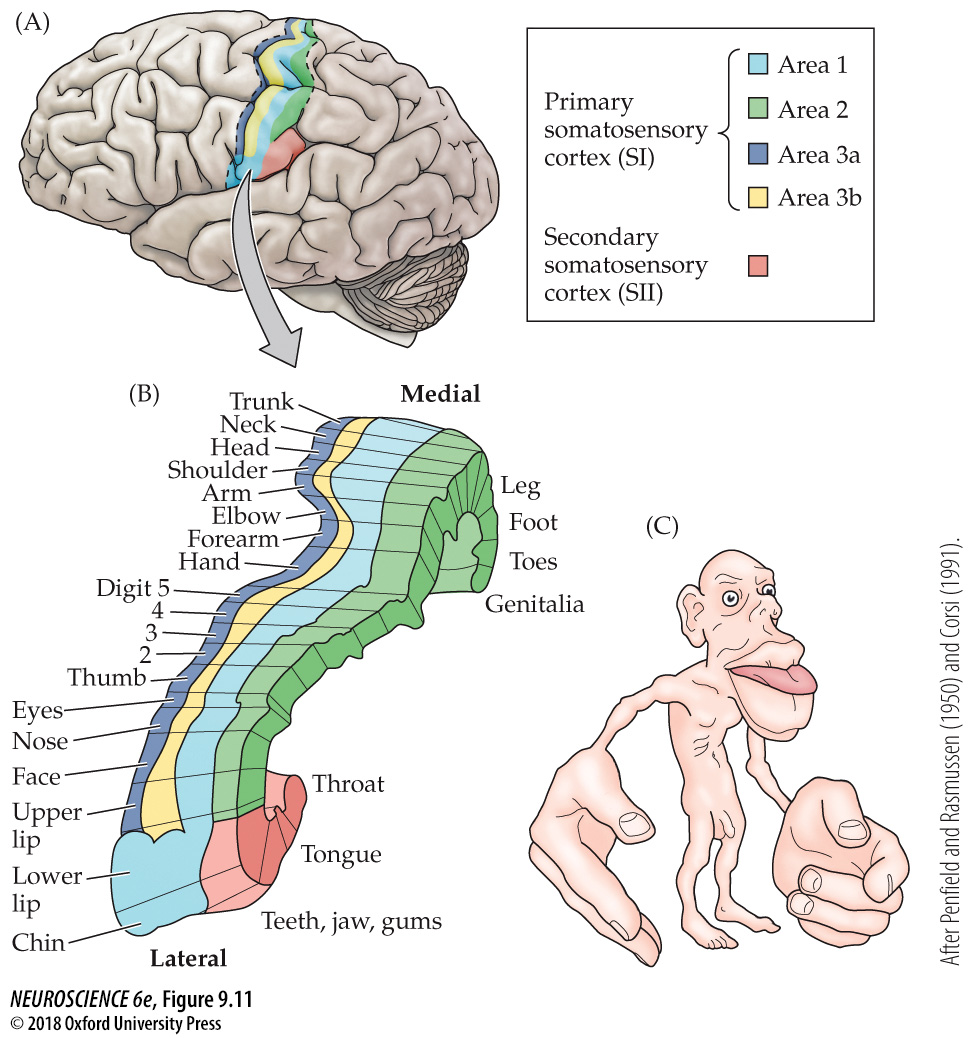 (A)
Primary
somatosensory
cortex (SI)
Area 1
Area 2
Area 3a
Area 3b
Secondary
somatosensory
cortex (SII)
(B)
Medial
Trunk
Neck
Head
Shoulder
Arm
Elbow
Forearm
Hand
Digit 5
4
3
2
Thumb
Eyes
Nose
Face
Upper
lip
Lower
lip
Chin
Leg
Foot
Toes
Genitalia
Throat
Tongue
Teeth, jaw, gums
Lateral
(C)
After Penfield and Rasmussen (1950) and Corsi (1991).
NEUROSCIENCE 6e, Figure 9.11
© 2018 Oxford University Press